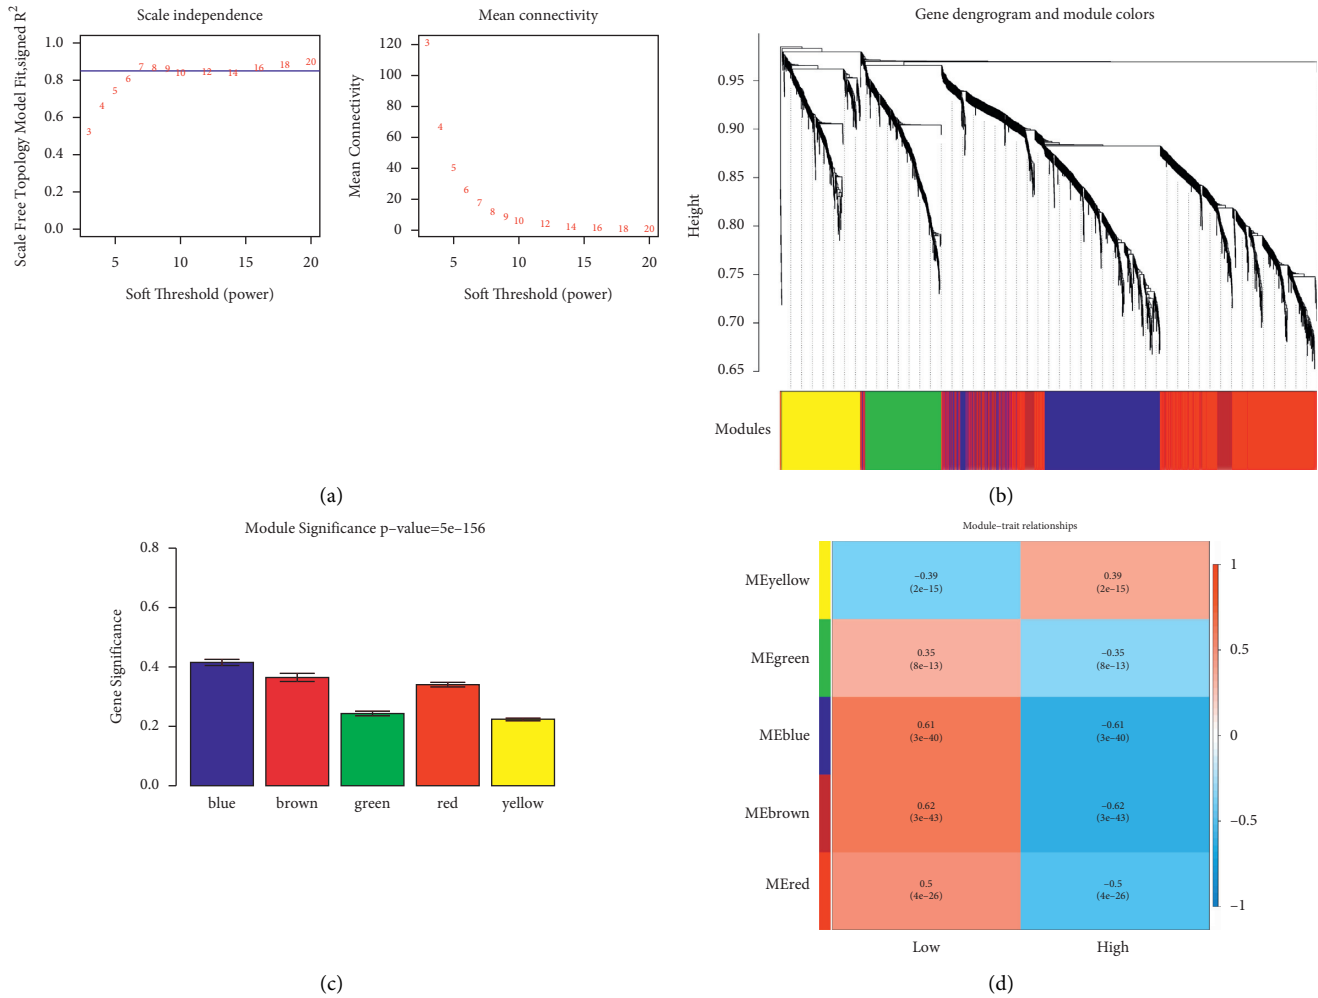 Scale independence
Scale Free Topology Model Fit,signed R²
1.0
0.8
0.6
0.4
0.2
0.0
3
4
5
6
7
8
9
10
12
14
16
18
20
5
10
15
20
Soft Threshold (power)
Mean connectivity
Mean Connectivity
120
100
80
60
40
20
0
3
4
5
6
7
8
9
10
12
14
16
18
20
5
10
15
20
Soft Threshold (power)
(a)
Gene dengrogram and module colors
Height
0.95
0.90
0.85
0.80
0.75
0.70
0.65
Modules
(b)
Module Significance p–value=5e–156
Gene Significance
0.8
0.6
0.4
0.2
0.0
blue
brown
green
red
yellow
(c)
Module–trait relationships
MEyellow
–0.39
(2e–15)
0.39
(2e–15)
MEgreen
0.35
(8e–13)
–0.35
(8e–13)
MEblue
0.61
(3e–40)
–0.61
(3e–40)
MEbrown
0.62
(3e–43)
–0.62
(3e–43)
MEred
0.5
(4e–26)
–0.5
(4e–26)
Low
High
1
0.5
0
–0.5
–1
(d)